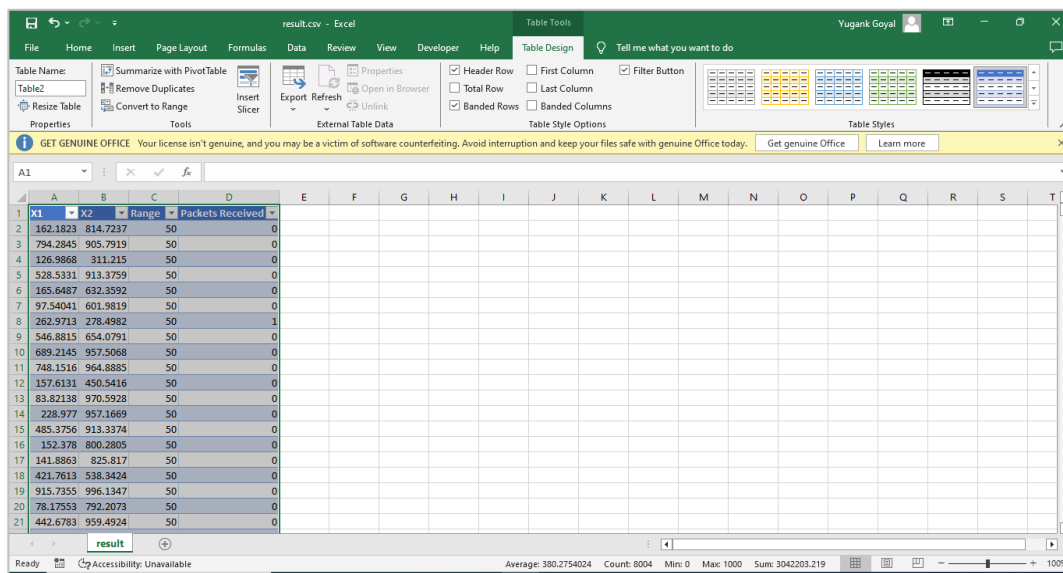 result.csv - Excel
Table Tools
Yugank Goyal
File Home Insert Page Layout Formulas Data Review View Developer Help Table Design Tell me what you want to do
Table Name:
Table2
Resize Table
Properties
Summarize with PivotTable
Remove Duplicates
Convert to Range
Insert Slicer
Tools
Export Refresh
Properties
Open in Browser
Unlink
External Table Data
Header Row First Column Filter Button
Total Row Last Column
Banded Rows Banded Columns
Table Style Options
Table Styles
GET GENUINE OFFICE Your license isn't genuine, and you may be a victim of software counterfeiting. Avoid interruption and keep your files safe with genuine Office today. Get genuine Office Learn more
A1 fx
A B C D E F G H I J K L M N O P Q R S T
1 X1 X2 Range Packets Received
2 162.1823 814.7237 50 0
3 794.2845 905.7919 50 0
4 126.9868 311.215 50 0
5 528.5331 913.3759 50 0
6 165.6487 632.3592 50 0
7 97.54041 601.9819 50 0
8 262.9713 278.4982 50 1
9 546.8815 654.0791 50 0
10 689.2145 957.5068 50 0
11 748.1516 964.8885 50 0
12 157.6131 450.5416 50 0
13 83.82138 970.5928 50 0
14 228.977 957.1669 50 0
15 485.3756 913.3374 50 0
16 152.378 800.2805 50 0
17 141.8863 825.817 50 0
18 421.7613 538.3424 50 0
19 915.7355 996.1347 50 0
20 78.17553 792.2073 50 0
21 442.6783 959.4924 50 0
result
Ready Accessibility: Unavailable Average: 380.2754024 Count: 8004 Min: 0 Max: 1000 Sum: 3042203.219